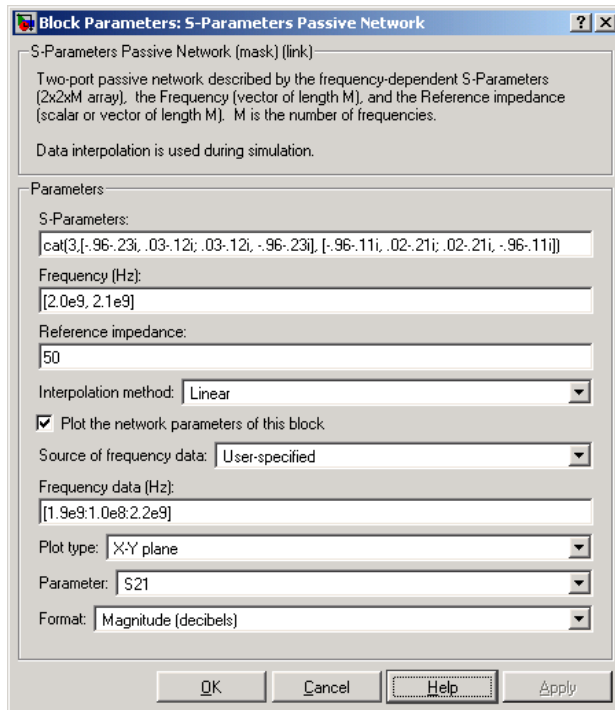 Block Parameters: S-Parameters Passive Network
S-Parameters Passive Network (mask) (link)
Two-port passive network described by the frequency-dependent S-Parameters
(2x2xM array), the Frequency (vector of length M), and the Reference impedance
(scalar or vector of length M). M is the number of frequencies.
Data interpolation is used during simulation.
Parameters
S-Parameters:
cat(3,[-.96-.23i, .03-.12i; .03-.12i, -.96-.23i], [-.96-.11i, .02-.21i; .02-.21i, -.96-.11i])
Frequency (Hz):
[2.0e9, 2.1e9]
Reference impedance:
50
Interpolation method: Linear
Plot the network parameters of this block
Source of frequency data: User-specified
Frequency data (Hz):
[1.9e9:1.0e8:2.2e9]
Plot type: X-Y plane
Parameter: S21
Format: Magnitude (decibels)
OK Cancel Help Apply